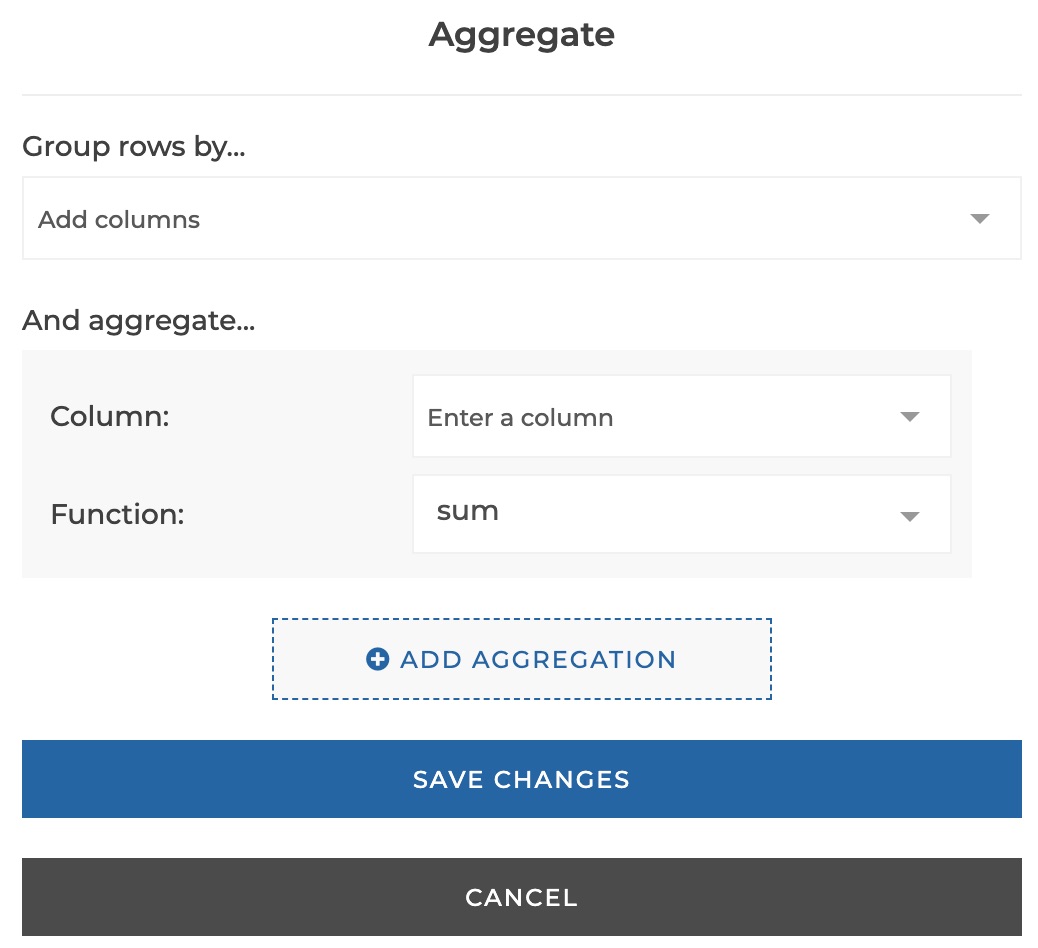 Aggregate
Group rows by...
Add columns
And aggregate...
Column:
Enter a column
Function:
sum
ADD AGGREGATION
SAVE CHANGES
CANCEL